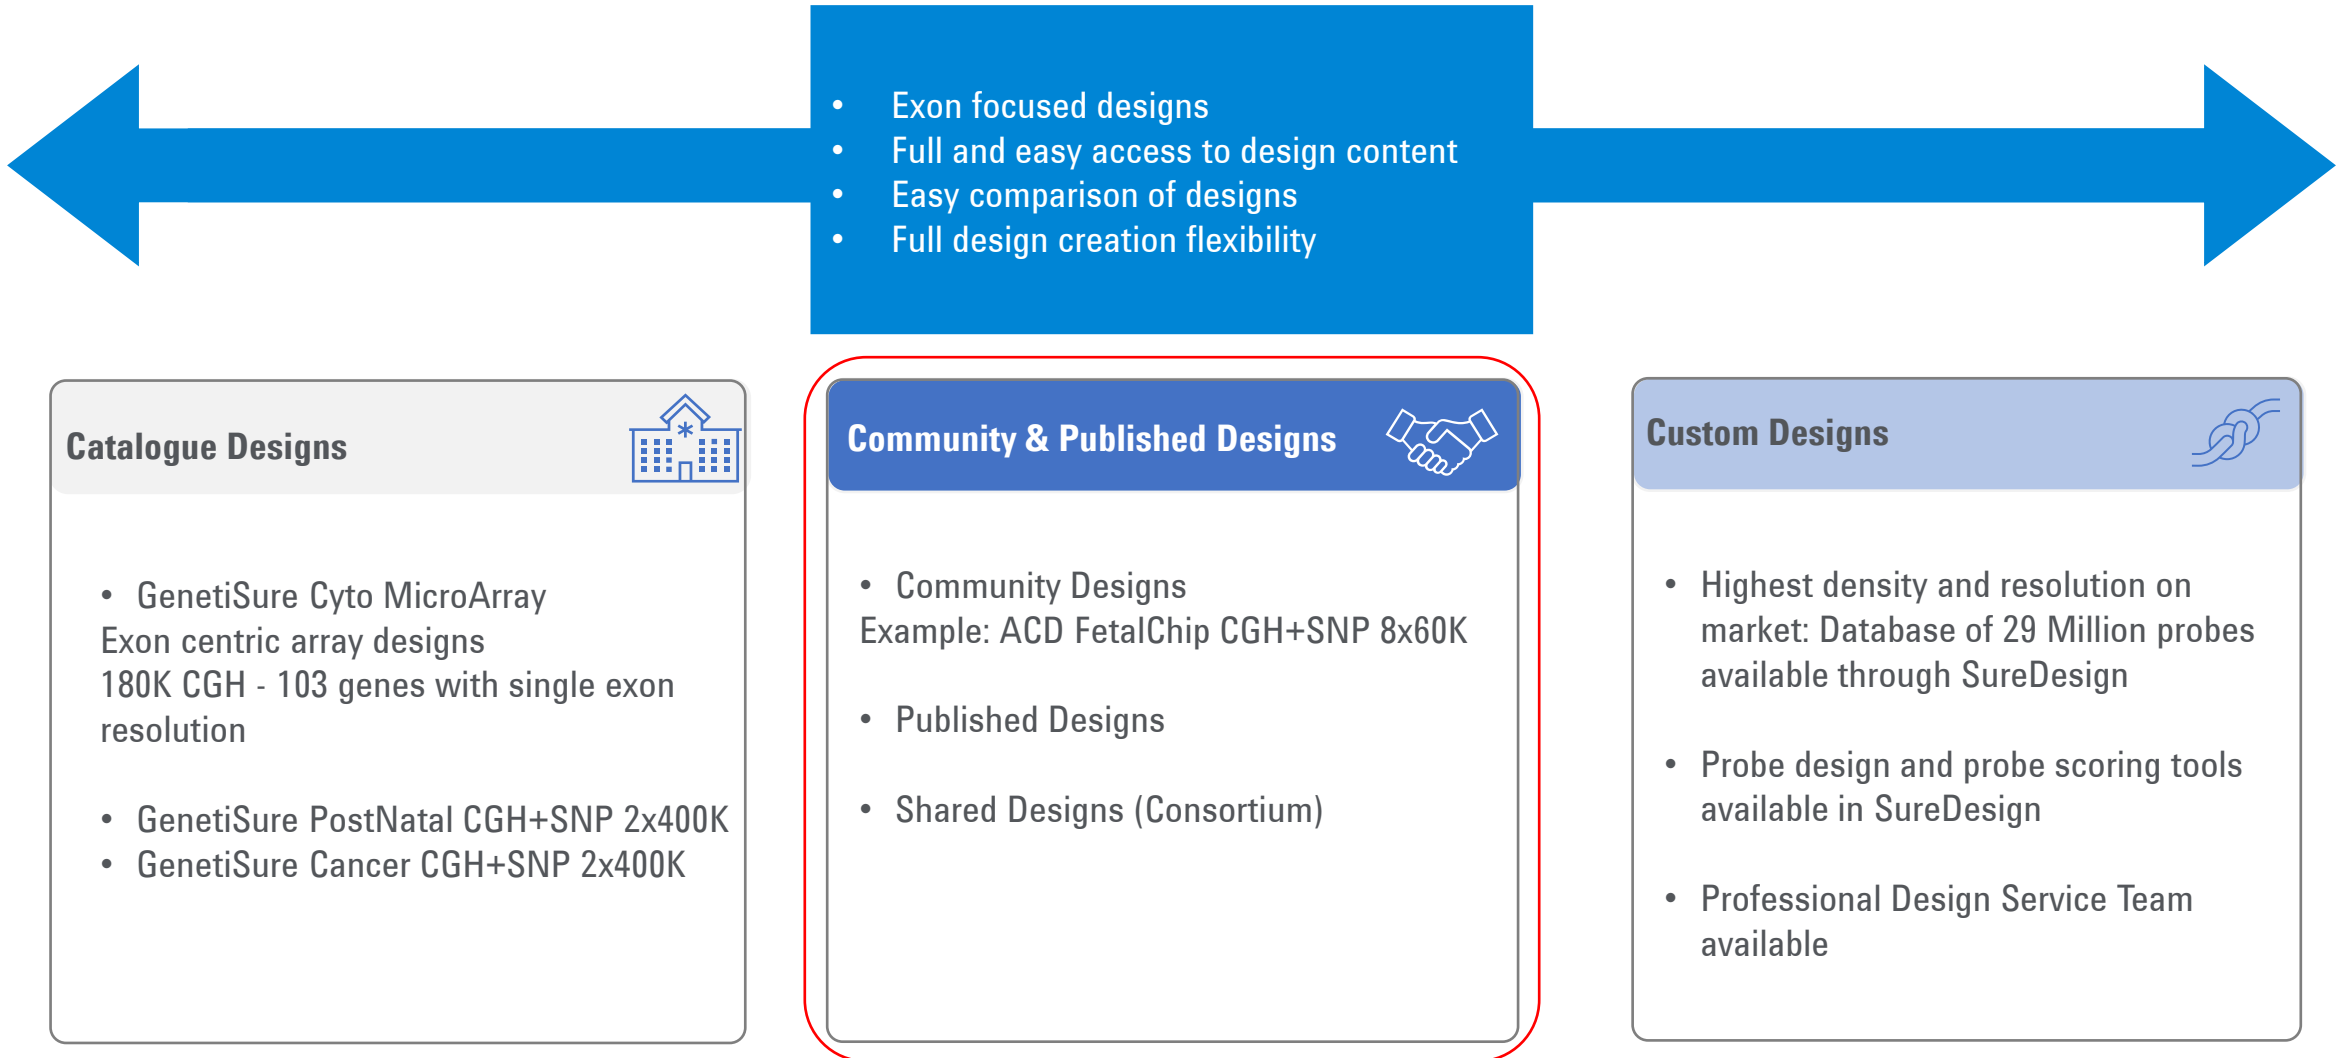 • Exon focused designs
• Full and easy access to design content
• Easy comparison of designs
• Full design creation flexibility
Catalogue Designs
• GenetiSure Cyto MicroArray
Exon centric array designs
180K CGH - 103 genes with single exon
resolution
• GenetiSure PostNatal CGH+SNP 2x400K
• GenetiSure Cancer CGH+SNP 2x400K
Community & Published Designs
• Community Designs
Example: ACD FetalChip CGH+SNP 8x60K
• Published Designs
• Shared Designs (Consortium)
Custom Designs
• Highest density and resolution on
market: Database of 29 Million probes
available through SureDesign
• Probe design and probe scoring tools
available in SureDesign
• Professional Design Service Team
available